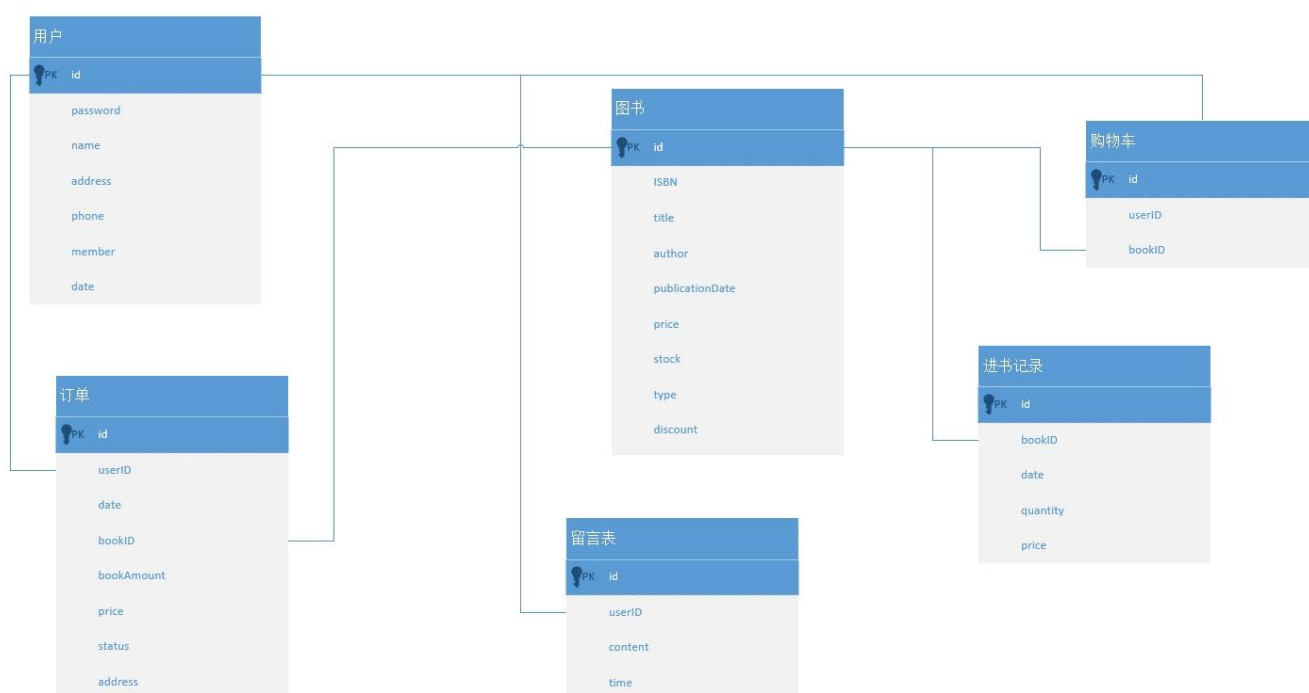 用户
PK id
password
name
address
phone
member
date
图书
PK id
ISBN
title
author
publicationDate
price
stock
type
discount
购物车
PK id
userID
bookID
进书记录
PK id
bookID
date
quantity
price
订单
PK id
userID
date
bookID
bookAmount
price
status
address
留言表
PK id
userID
content
time